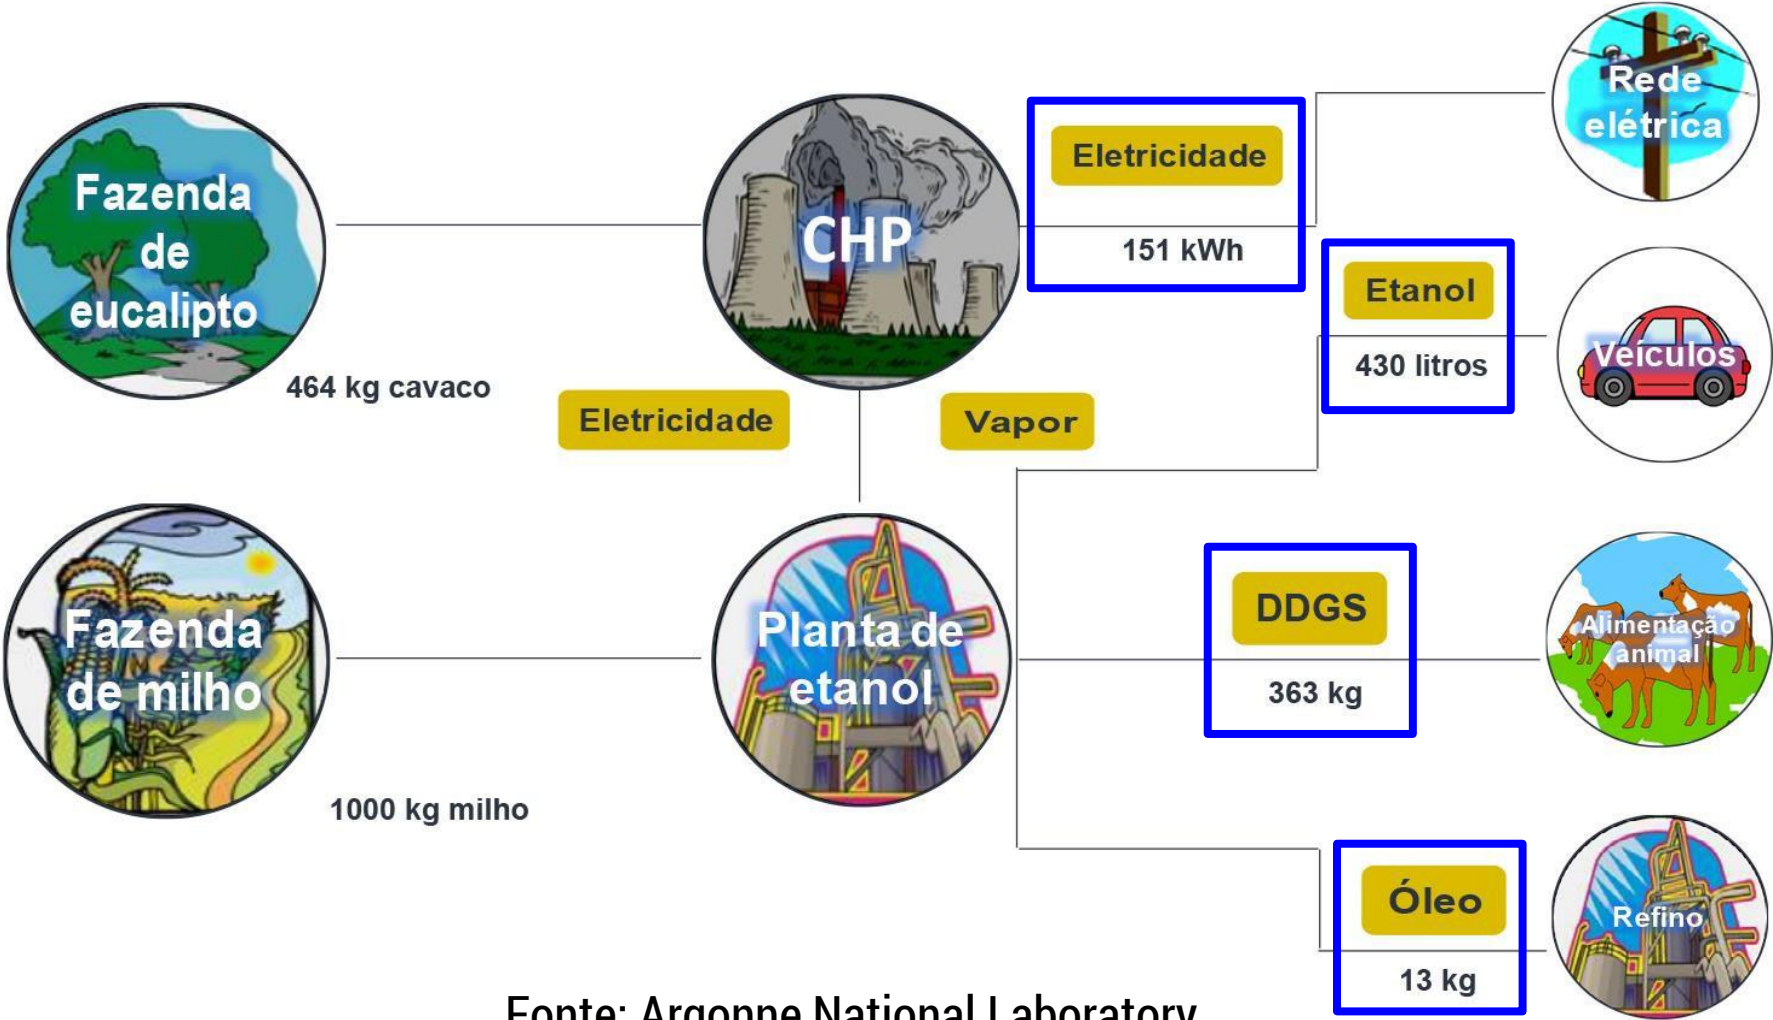 Rede
elétrica
Eletricidade
151 kWh
Fazenda
de
eucalipto
CHP
Etanol
430 litros
Veículos
464 kg cavaco
Eletricidade
Vapor
Fazenda
de milho
Planta de
etanol
DDGS
363 kg
Alimentação
animal
1000 kg milho
Óleo
13 kg
Refino
Fonte: Argonne National Laboratory